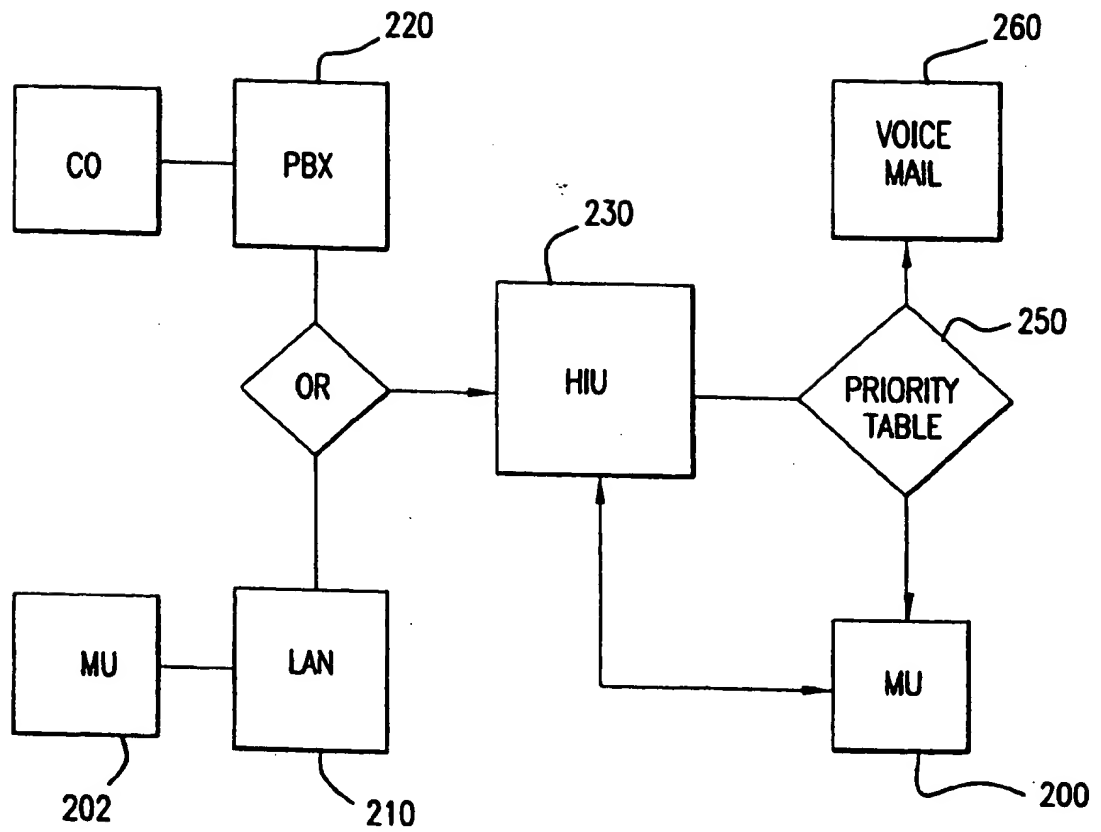 220
260
CO
PBX
VOICE
MAIL
230
250
OR
HIU
PRIORITY
TABLE
MU
LAN
MU
202
210
200